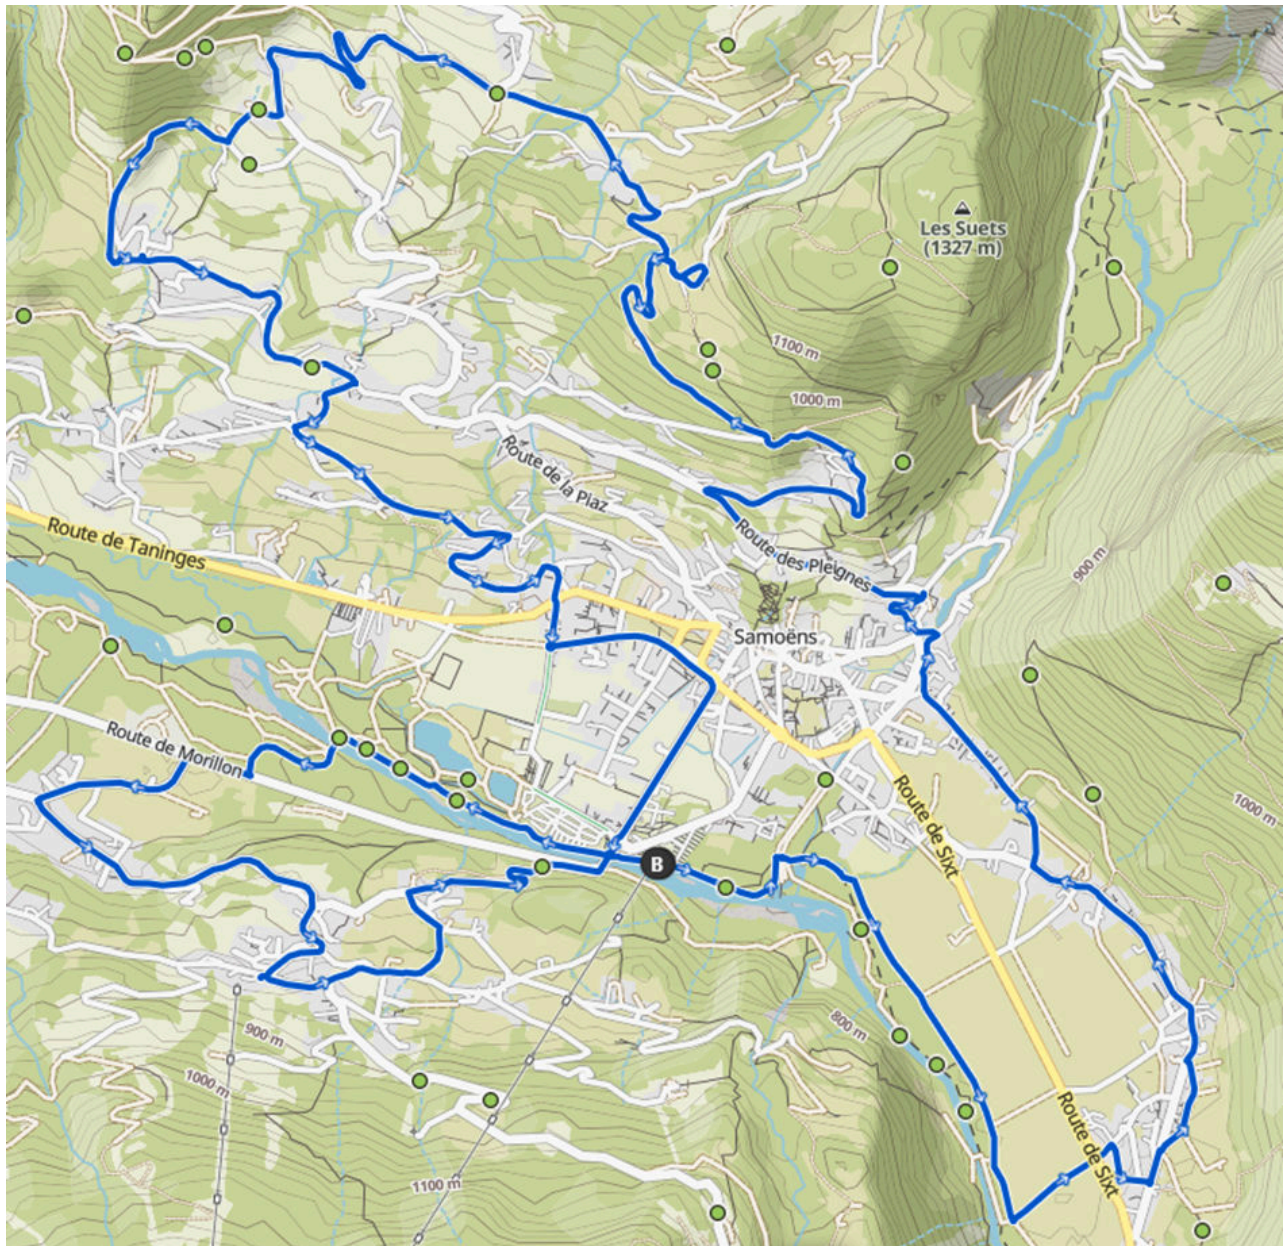 Les Suets
(1327 m)
1100 m
1000 m
Route de la Plaz
Route de Taninges
Route des Pleignes
900 m
Samoëns
Route de Morillon
Route de Sixt
1000 m
B
800 m
900 m
1000 m
Route de Sixt
1100 m